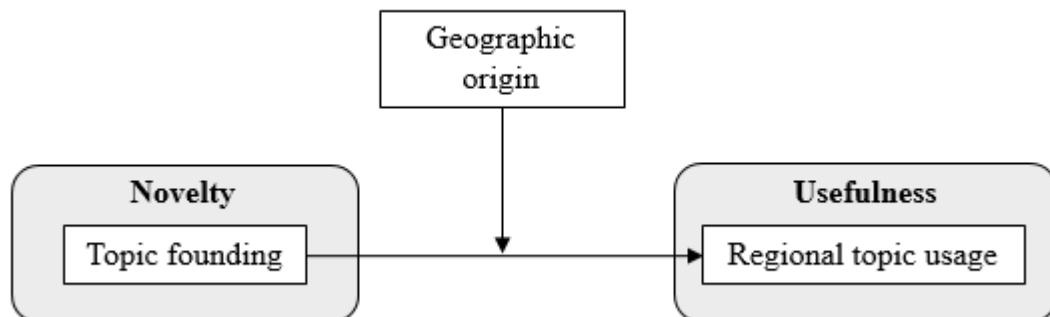 Geographic
origin
Novelty
Usefulness
Topic founding
Regional topic usage